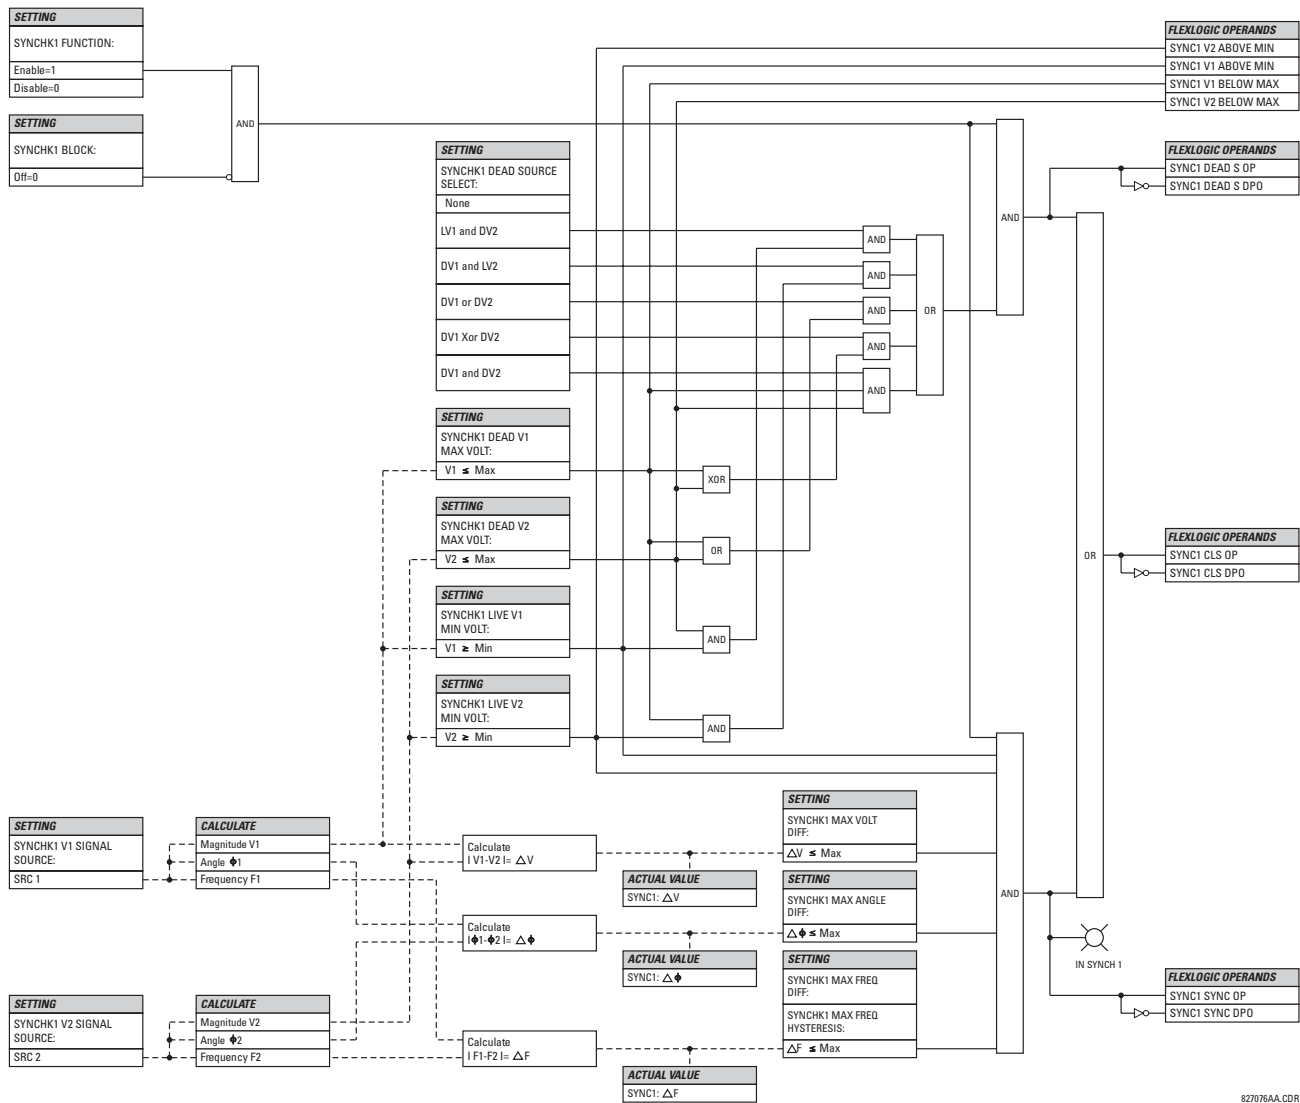 SETTING
SYNCHK1 FUNCTION:
Enable=1
Disable=0
SETTING
SYNCHK1 BLOCK:
Off=0
AND
SETTING
SYNCHK1 DEAD SOURCE
SELECT:
None
LV1 and DV2
DV1 and LV2
DV1 or DV2
DV1 Xor DV2
DV1 and DV2
SETTING
SYNCHK1 DEAD V1
MAX VOLT:
V1 ≤ Max
SETTING
SYNCHK1 DEAD V2
MAX VOLT:
V2 ≤ Max
SETTING
SYNCHK1 LIVE V1
MIN VOLT:
V1 ≥ Min
SETTING
SYNCHK1 LIVE V2
MIN VOLT:
V2 ≥ Min
XOR
OR
AND
AND
AND
AND
AND
AND
AND
OR
AND
FLEXLOGIC OPERANDS
SYNC1 V2 ABOVE MIN
SYNC1 V1 ABOVE MIN
SYNC1 V1 BELOW MAX
SYNC1 V2 BELOW MAX
FLEXLOGIC OPERANDS
SYNC1 DEAD S OP
SYNC1 DEAD S DPO
OR
FLEXLOGIC OPERANDS
SYNC1 CLS OP
SYNC1 CLS DPO
SETTING
SYNCHK1 V1 SIGNAL
SOURCE:
SRC 1
CALCULATE
Magnitude V1
Angle ϕ1
Frequency F1
SETTING
SYNCHK1 V2 SIGNAL
SOURCE:
SRC 2
CALCULATE
Magnitude V2
Angle ϕ2
Frequency F2
Calculate
I V1-V2 I= △V
Calculate
I ϕ1-ϕ2 I= △ϕ
Calculate
I F1-F2 I= △F
ACTUAL VALUE
SYNC1: △V
ACTUAL VALUE
SYNC1: △ϕ
ACTUAL VALUE
SYNC1: △F
SETTING
SYNCHK1 MAX VOLT
DIFF:
△V ≤ Max
SETTING
SYNCHK1 MAX ANGLE
DIFF:
△ϕ ≤ Max
SETTING
SYNCHK1 MAX FREQ
DIFF:
SYNCHK1 MAX FREQ
HYSTERESIS:
△F ≤ Max
AND
IN SYNCH 1
FLEXLOGIC OPERANDS
SYNC1 SYNC OP
SYNC1 SYNC DPO
827076AA.CDR